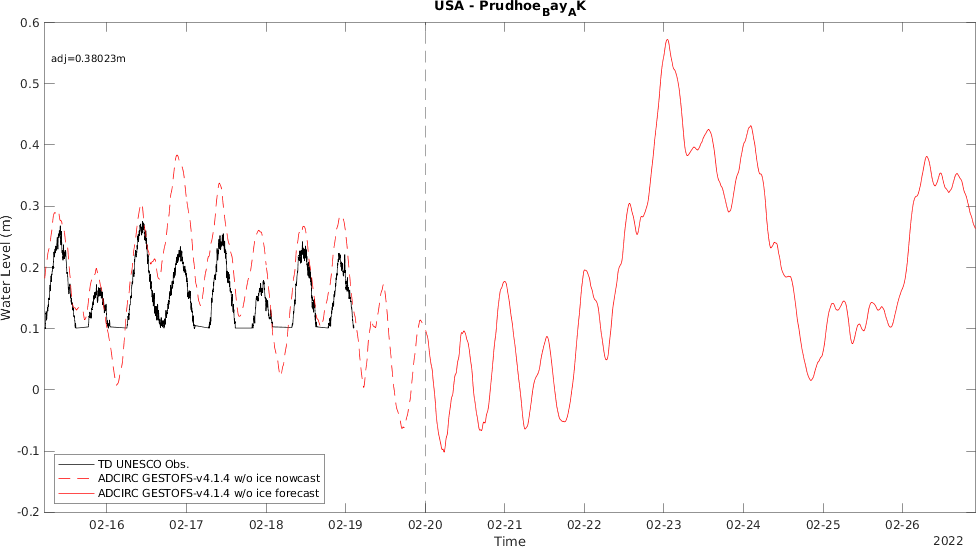 USA - Prudhoe_Bay_AK
0.6
adj=0.38023m
0.5
0.4
0.3
0.2
0.1
0
-0.1
-0.2
Water Level (m)
TD UNESCO Obs.
ADCIRC GESTOFS-v4.1.4 w/o ice nowcast
ADCIRC GESTOFS-v4.1.4 w/o ice forecast
02-16 02-17 02-18 02-19 02-20 02-21 02-22 02-23 02-24 02-25 02-26
Time
2022